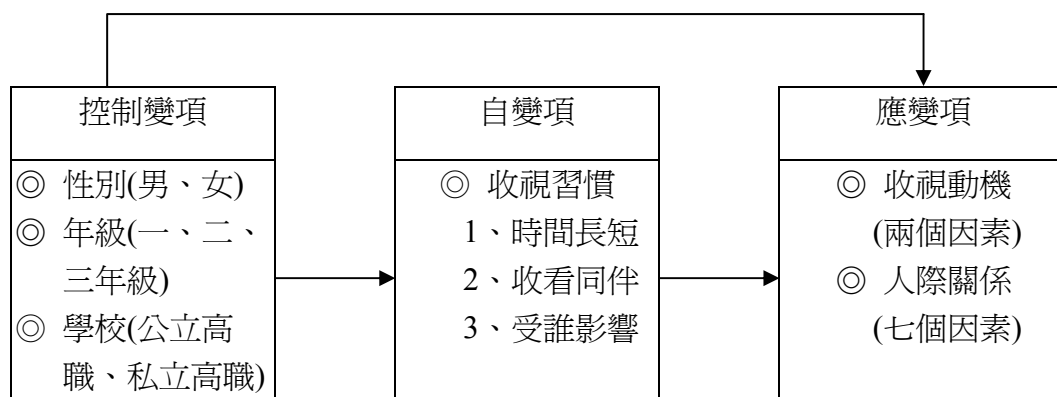 控制變項
◎ 性別(男、女)
◎ 年級(一、二、
三年級)
◎ 學校(公立高
職、私立高職)
自變項
◎ 收視習慣
1、時間長短
2、收看同伴
3、受誰影響
應變項
◎ 收視動機
(兩個因素)
◎ 人際關係
(七個因素)